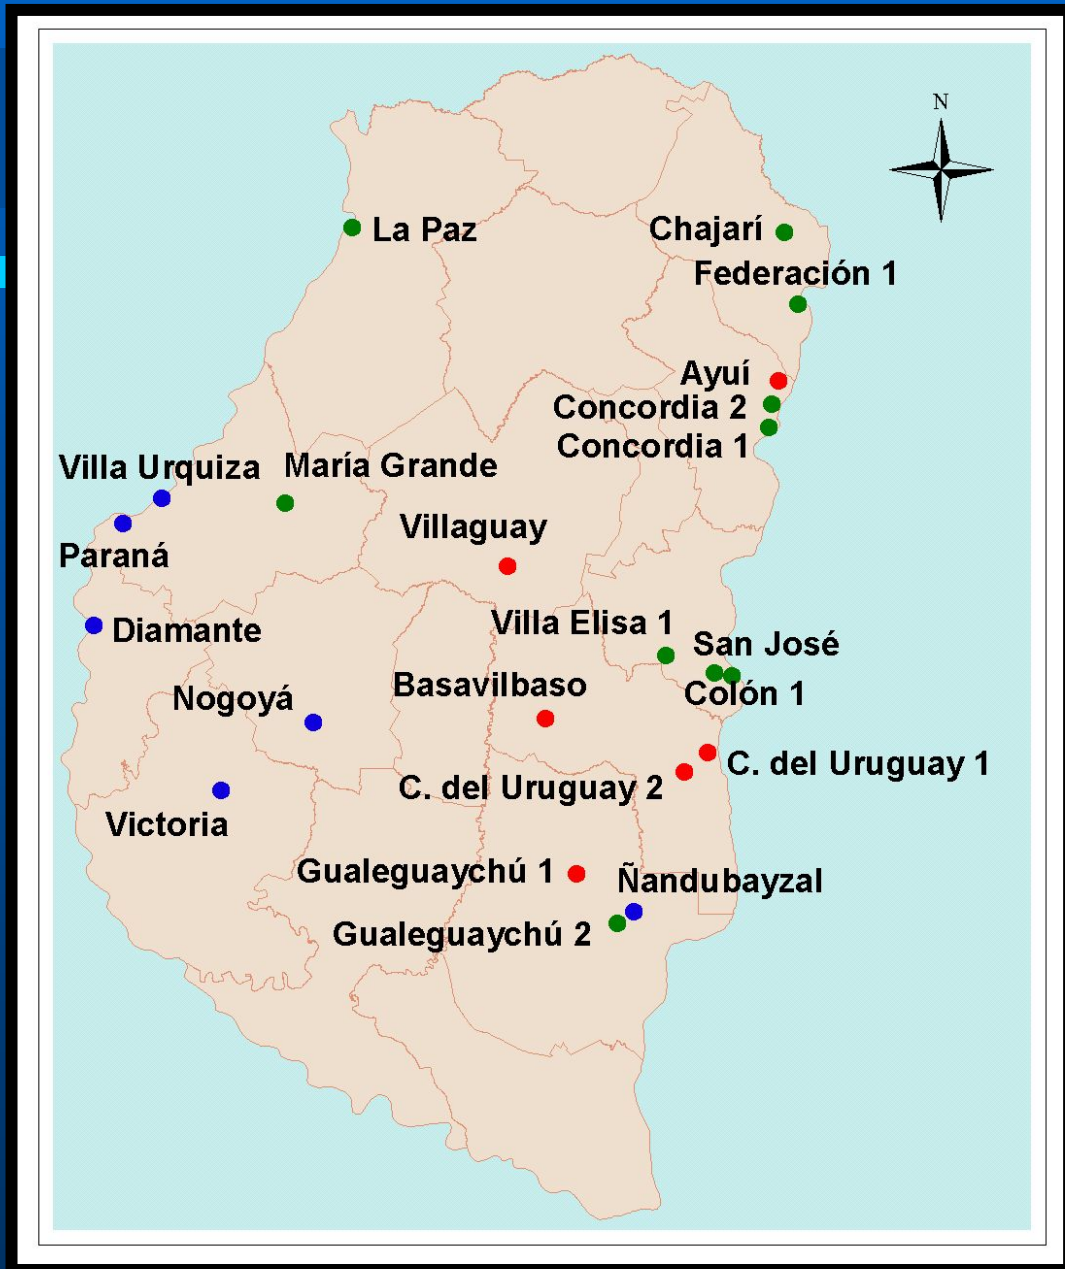 N
La Paz
Chajarí
Federación 1
Ayuí
Concordia 2
Concordia 1
Villa Urquiza
María Grande
Villaguay
Paraná
Villa Elisa 1
Diamante
San José
Basavilbaso
Colón 1
Nogoyá
C. del Uruguay 1
C. del Uruguay 2
Victoria
Gualeguaychú 1
Ñandubayzal
Gualeguaychú 2